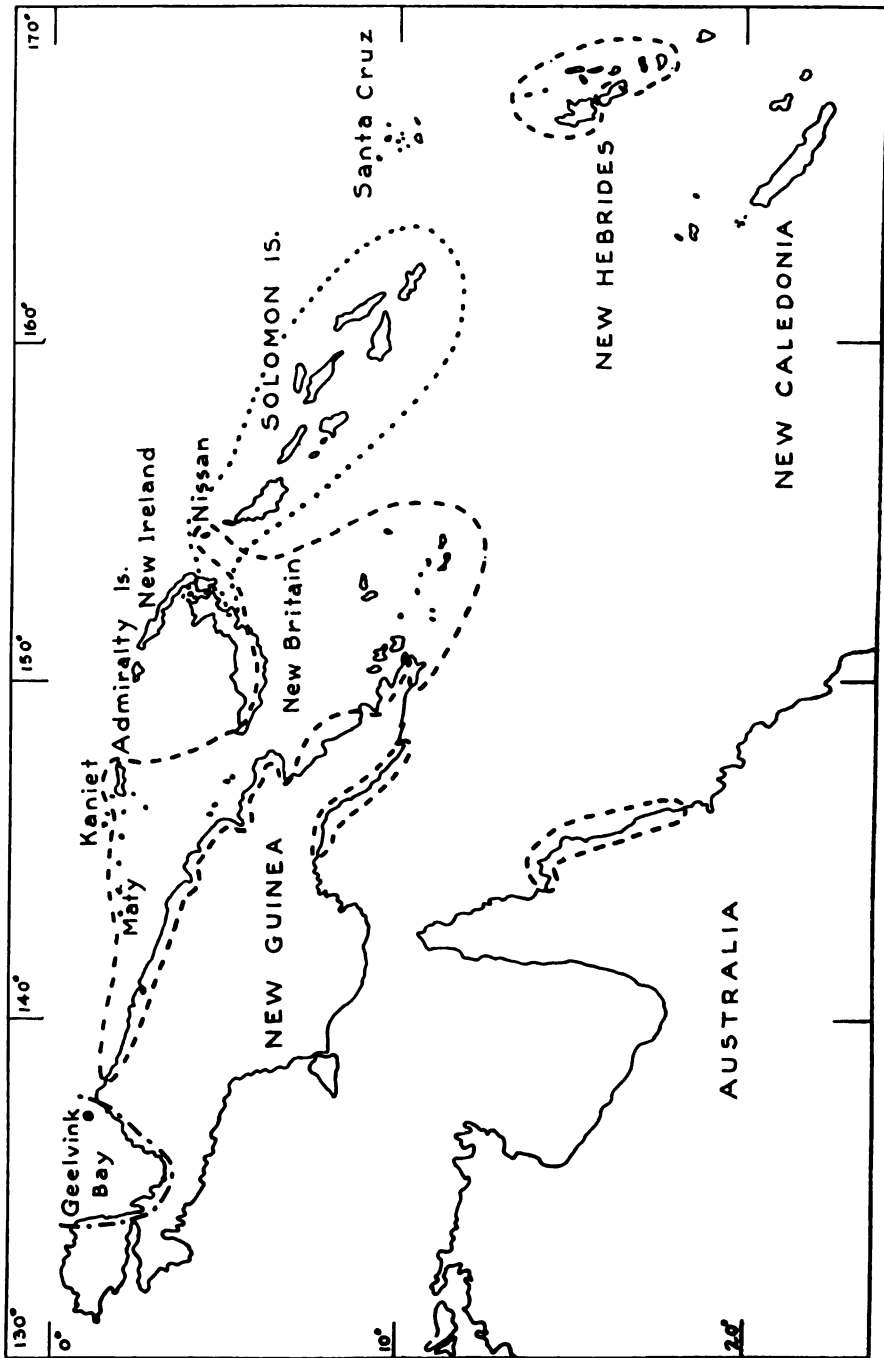 130°
140°
150°
160°
170°
0°
10°
20°
Geelvink
Bay
Maty
Kaniet
Admiralty Is.
New Ireland
Nissan
SOLOMON IS.
Santa Cruz
New Britain
NEW GUINEA
NEW HEBRIDES
AUSTRALIA
NEW CALEDONIA